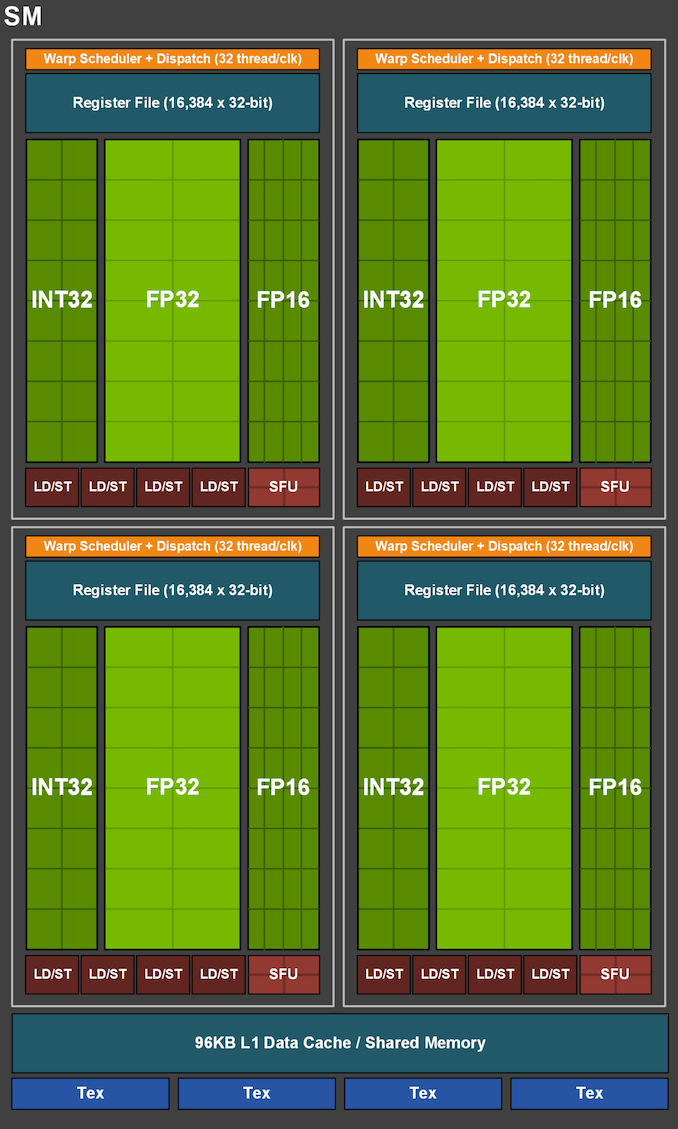 SM
Warp Scheduler + Dispatch (32 thread/clk)
Register File (16,384 x 32-bit)
INT32 FP32 FP16
LD/ST LD/ST LD/ST LD/ST SFU
Warp Scheduler + Dispatch (32 thread/clk)
Register File (16,384 x 32-bit)
INT32 FP32 FP16
LD/ST LD/ST LD/ST LD/ST SFU
Warp Scheduler + Dispatch (32 thread/clk)
Register File (16,384 x 32-bit)
INT32 FP32 FP16
LD/ST LD/ST LD/ST LD/ST SFU
Warp Scheduler + Dispatch (32 thread/clk)
Register File (16,384 x 32-bit)
INT32 FP32 FP16
LD/ST LD/ST LD/ST LD/ST SFU
96KB L1 Data Cache / Shared Memory
Tex Tex Tex Tex